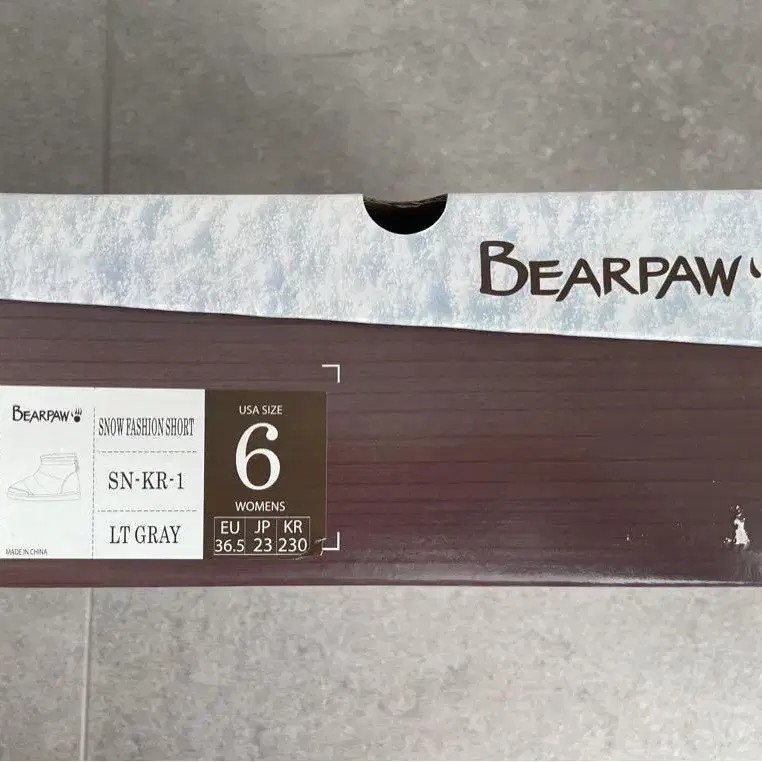 BEARPAW
BEARPAW
SNOW FASHION SHORT
SN-KR-1
LT GRAY
MADE IN CHINA
USA SIZE
6
WOMENS
EU JP KR
36.5 23 230